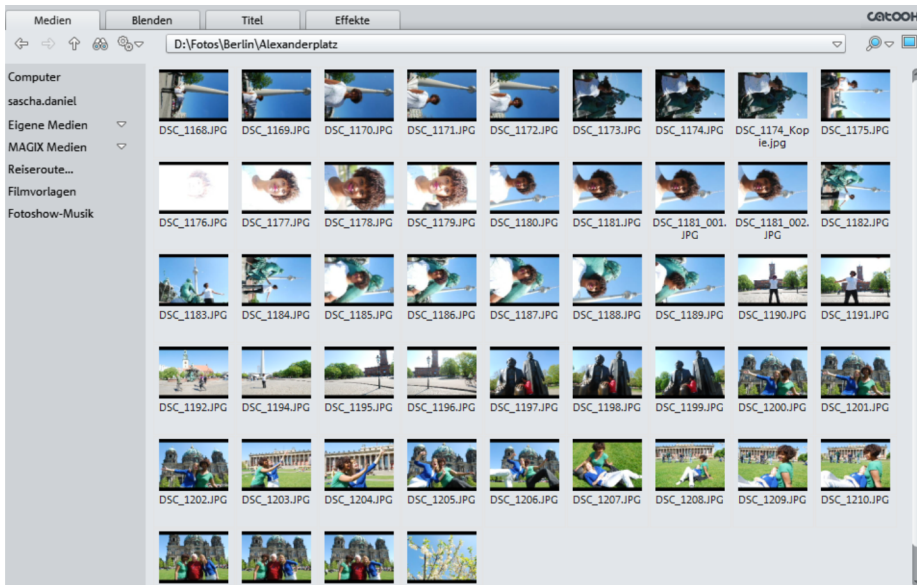 Medien
Blenden
Titel
Effekte
D:\Fotos\Berlin\Alexanderplatz
Computer
sascha.daniel
Eigene Medien
MAGIX Medien
Reiseroute...
Filmvorlagen
Fotoshow-Musik
DSC_1168.JPG DSC_1169.JPG DSC_1170.JPG DSC_1171.JPG DSC_1172.JPG DSC_1173.JPG DSC_1174.JPG DSC_1174_Kop DSC_1175.JPG
ie.jpg
DSC_1176.JPG DSC_1177.JPG DSC_1178.JPG DSC_1179.JPG DSC_1180.JPG DSC_1181.JPG DSC_1181_001. DSC_1181_002. DSC_1182.JPG
JPG JPG
DSC_1183.JPG DSC_1184.JPG DSC_1185.JPG DSC_1186.JPG DSC_1187.JPG DSC_1188.JPG DSC_1189.JPG DSC_1190.JPG DSC_1191.JPG
DSC_1192.JPG DSC_1194.JPG DSC_1195.JPG DSC_1196.JPG DSC_1197.JPG DSC_1198.JPG DSC_1199.JPG DSC_1200.JPG DSC_1201.JPG
DSC_1202.JPG DSC_1203.JPG DSC_1204.JPG DSC_1205.JPG DSC_1206.JPG DSC_1207.JPG DSC_1208.JPG DSC_1209.JPG DSC_1210.JPG